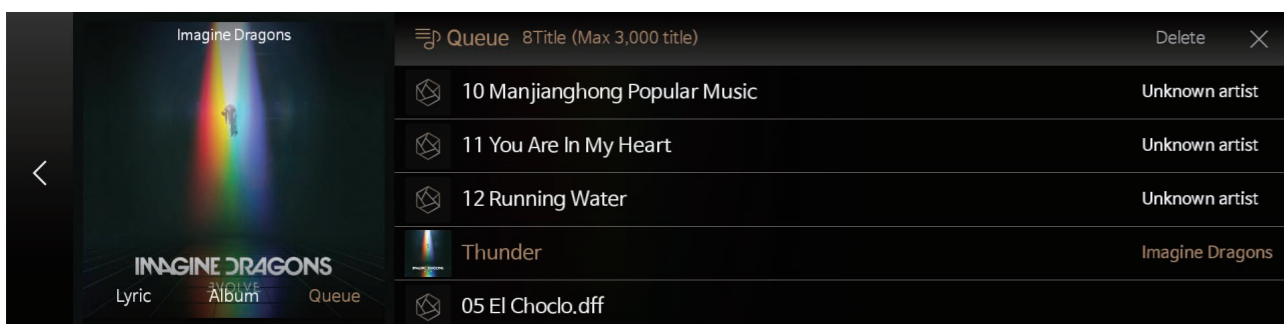 Imagine Dragons
IMAGINE DRAGONS
EVOLVE
Lyric Album Queue
Queue 8Title (Max 3,000 title) Delete
10 Manjianghong Popular Music Unknown artist
11 You Are In My Heart Unknown artist
12 Running Water Unknown artist
IMAGINE DRAGONS
Thunder Imagine Dragons
05 El Choclo.dff